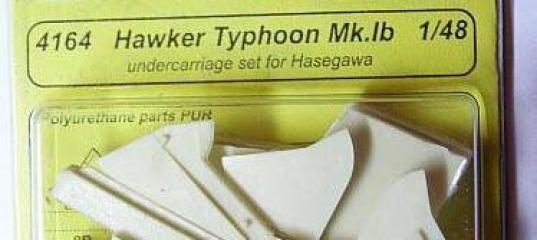 4164 Hawker Typhoon Mk.Ib 1/48
undercarriage set for Hasegawa
Polyurethane parts PUR